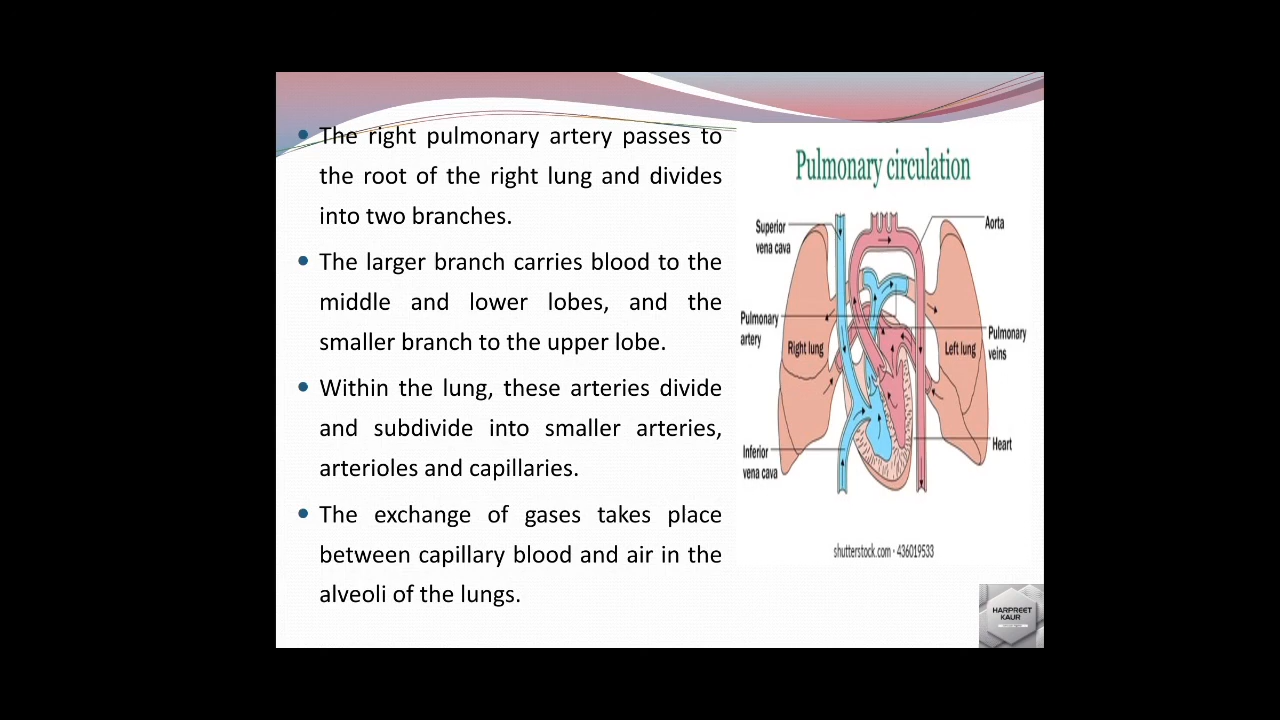 The right pulmonary artery passes to
the root of the right lung and divides
into two branches.
The larger branch carries blood to the
middle and lower lobes, and the
smaller branch to the upper lobe.
Within the lung, these arteries divide
and subdivide into smaller arteries,
arterioles and capillaries.
The exchange of gases takes place
between capillary blood and air in the
alveoli of the lungs.
Pulmonary circulation
Superior
vena cava
Aorta
Pulmonary
artery
Pulmonary
veins
Right lung
Left lung
Inferior
vena cava
Heart
shutterstock.com · 436019533
HARPREET
KAUR